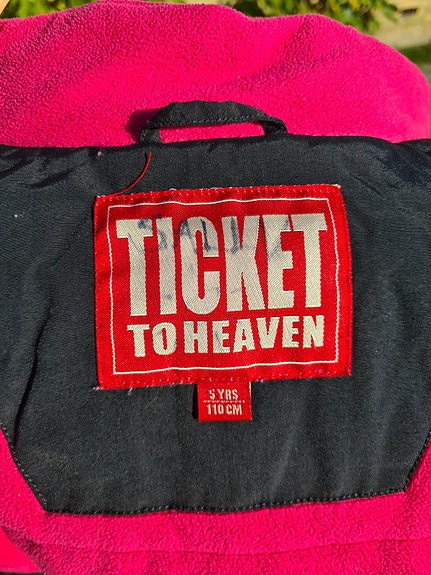 TICKET
TO HEAVEN
5 YRS
110 CM